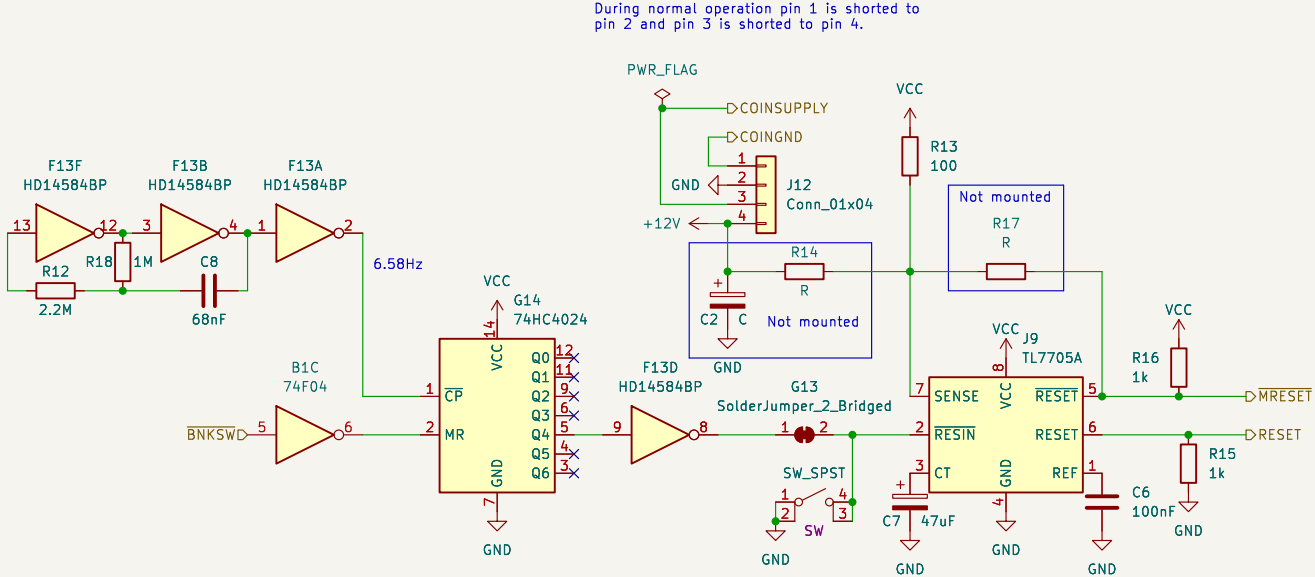 During normal operation pin 1 is shorted to
pin 2 and pin 3 is shorted to pin 4.
PWR_FLAG
COINSUPPLY
COINGND
1
2
3
4
GND
+12V
J12
Conn_01x04
VCC
R13
100
Not mounted
R17
R
R14
R
+
C2 C
Not mounted
GND
F13F
HD14584BP
13
12
F13B
HD14584BP
3
4
F13A
HD14584BP
1
2
R18
1M
C8
68nF
R12
2.2M
6.58Hz
VCC
G14
74HC4024
14
VCC
1
CP
2
MR
Q0
12
Q1
11
Q2
9
Q3
6
Q4
5
Q5
4
Q6
3
GND
7
GND
B1C
74F04
BNKSW
5
6
F13D
HD14584BP
9
8
G13
SolderJumper_2_Bridged
1
2
SW_SPST
1
2
4
3
SW
GND
VCC
J9
TL7705A
8
VCC
7
SENSE
2
RESIN
3
CT
RESET
5
RESET
6
REF
1
GND
4
GND
+
C7
47uF
GND
C6
100nF
GND
VCC
R16
1k
MRESET
RESET
R15
1k
GND